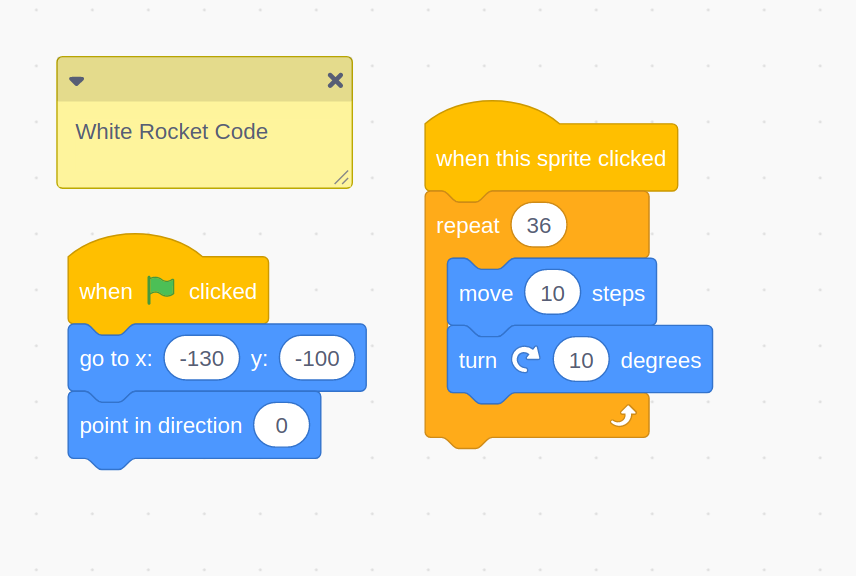 White Rocket Code
when clicked
go to x: -130 y: -100
point in direction 0
when this sprite clicked
repeat 36
move 10 steps
turn 10 degrees